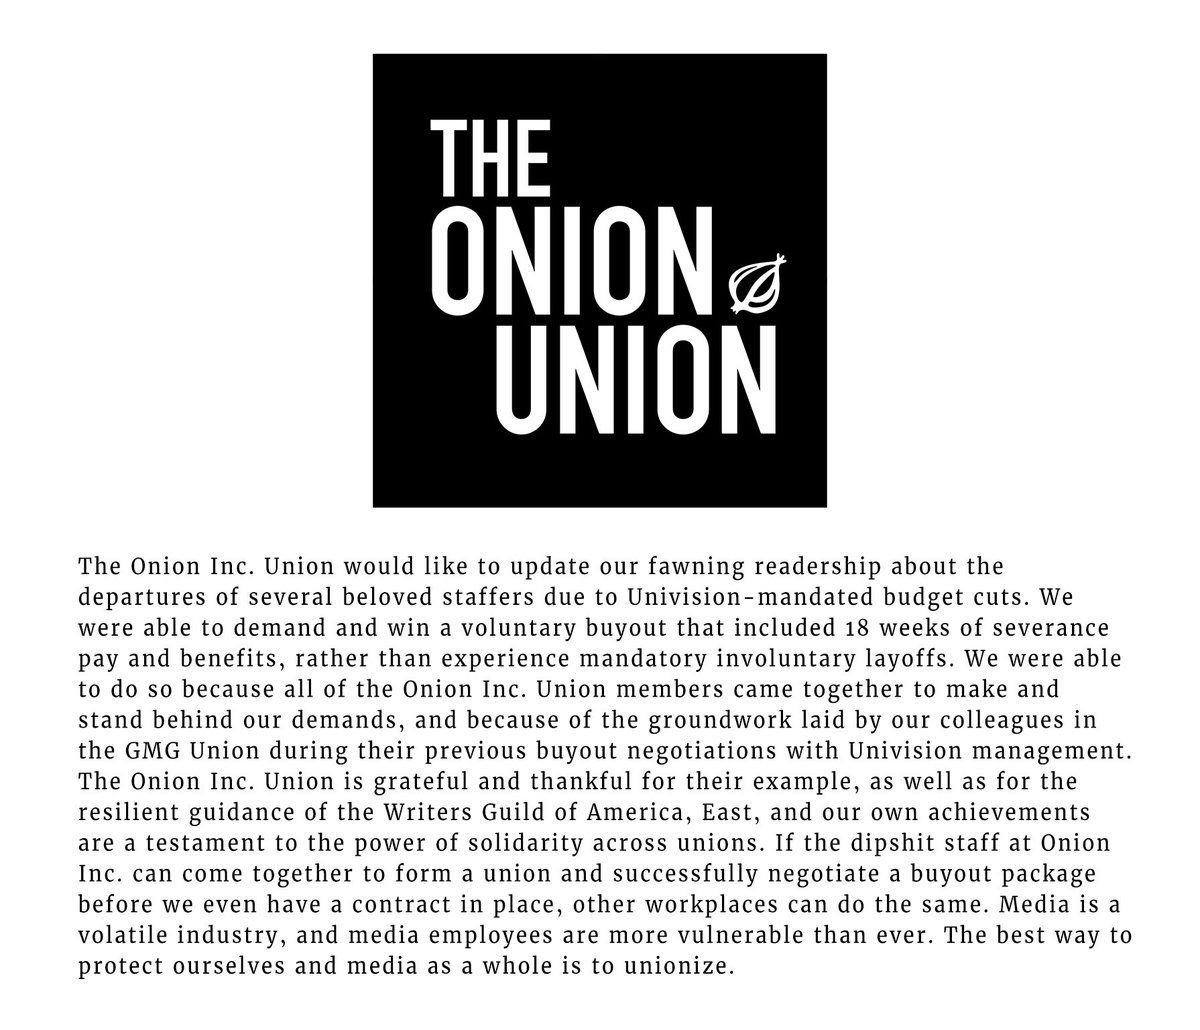 THE
ONION
UNION
The Onion Inc. Union would like to update our fawning readership about the
departures of several beloved staffers due to Univision-mandated budget cuts. We
were able to demand and win a voluntary buyout that included 18 weeks of severance
pay and benefits, rather than experience mandatory involuntary layoffs. We were able
to do so because all of the Onion Inc. Union members came together to make and
stand behind our demands, and because of the groundwork laid by our colleagues in
the GMG Union during their previous buyout negotiations with Univision management.
The Onion Inc. Union is grateful and thankful for their example, as well as for the
resilient guidance of the Writers Guild of America, East, and our own achievements
are a testament to the power of solidarity across unions. If the dipshit staff at Onion
Inc. can come together to form a union and successfully negotiate a buyout package
before we even have a contract in place, other workplaces can do the same. Media is a
volatile industry, and media employees are more vulnerable than ever. The best way to
protect ourselves and media as a whole is to unionize.